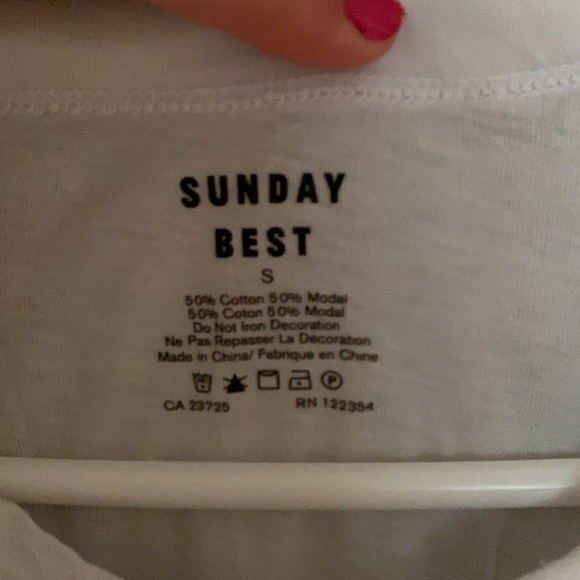 SUNDAY
BEST
S
50% Cotton 50% Modal
50% Coton 50% Modal
Do Not Iron Decoration
Ne Pas Repasser La Décoration
Made in China/ Fabrique en Chine
P
CA 23725 RN 122354